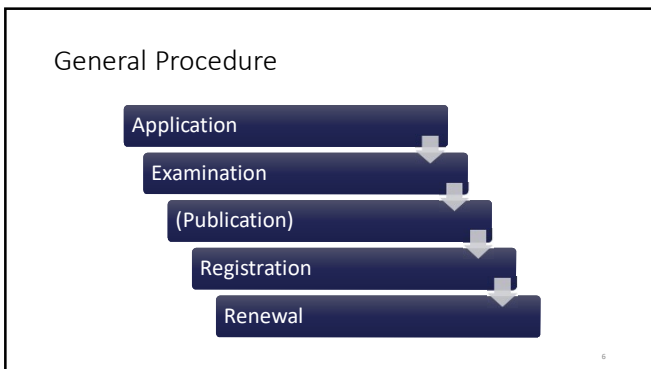 General Procedure
Application
Examination
(Publication)
Registration
Renewal
6